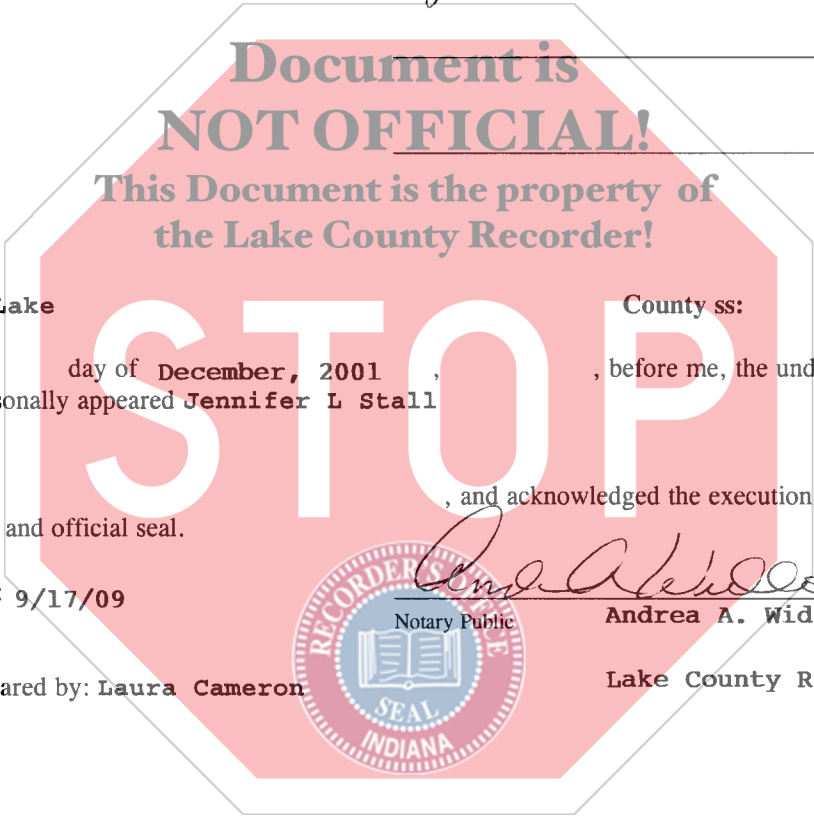 Document is
NOT OFFICIAL!
This Document is the property of
the Lake County Recorder!
Lake County ss:
day of December, 2001 , , before me, the und
sonally appeared Jennifer L Stall
STOP
, and acknowledged the execution
and official seal.
9/17/09
Notary Public Andrea A. Wid
ared by: Laura Cameron Lake County R
RECORDER'S OFFICE
SEAL
INDIANA